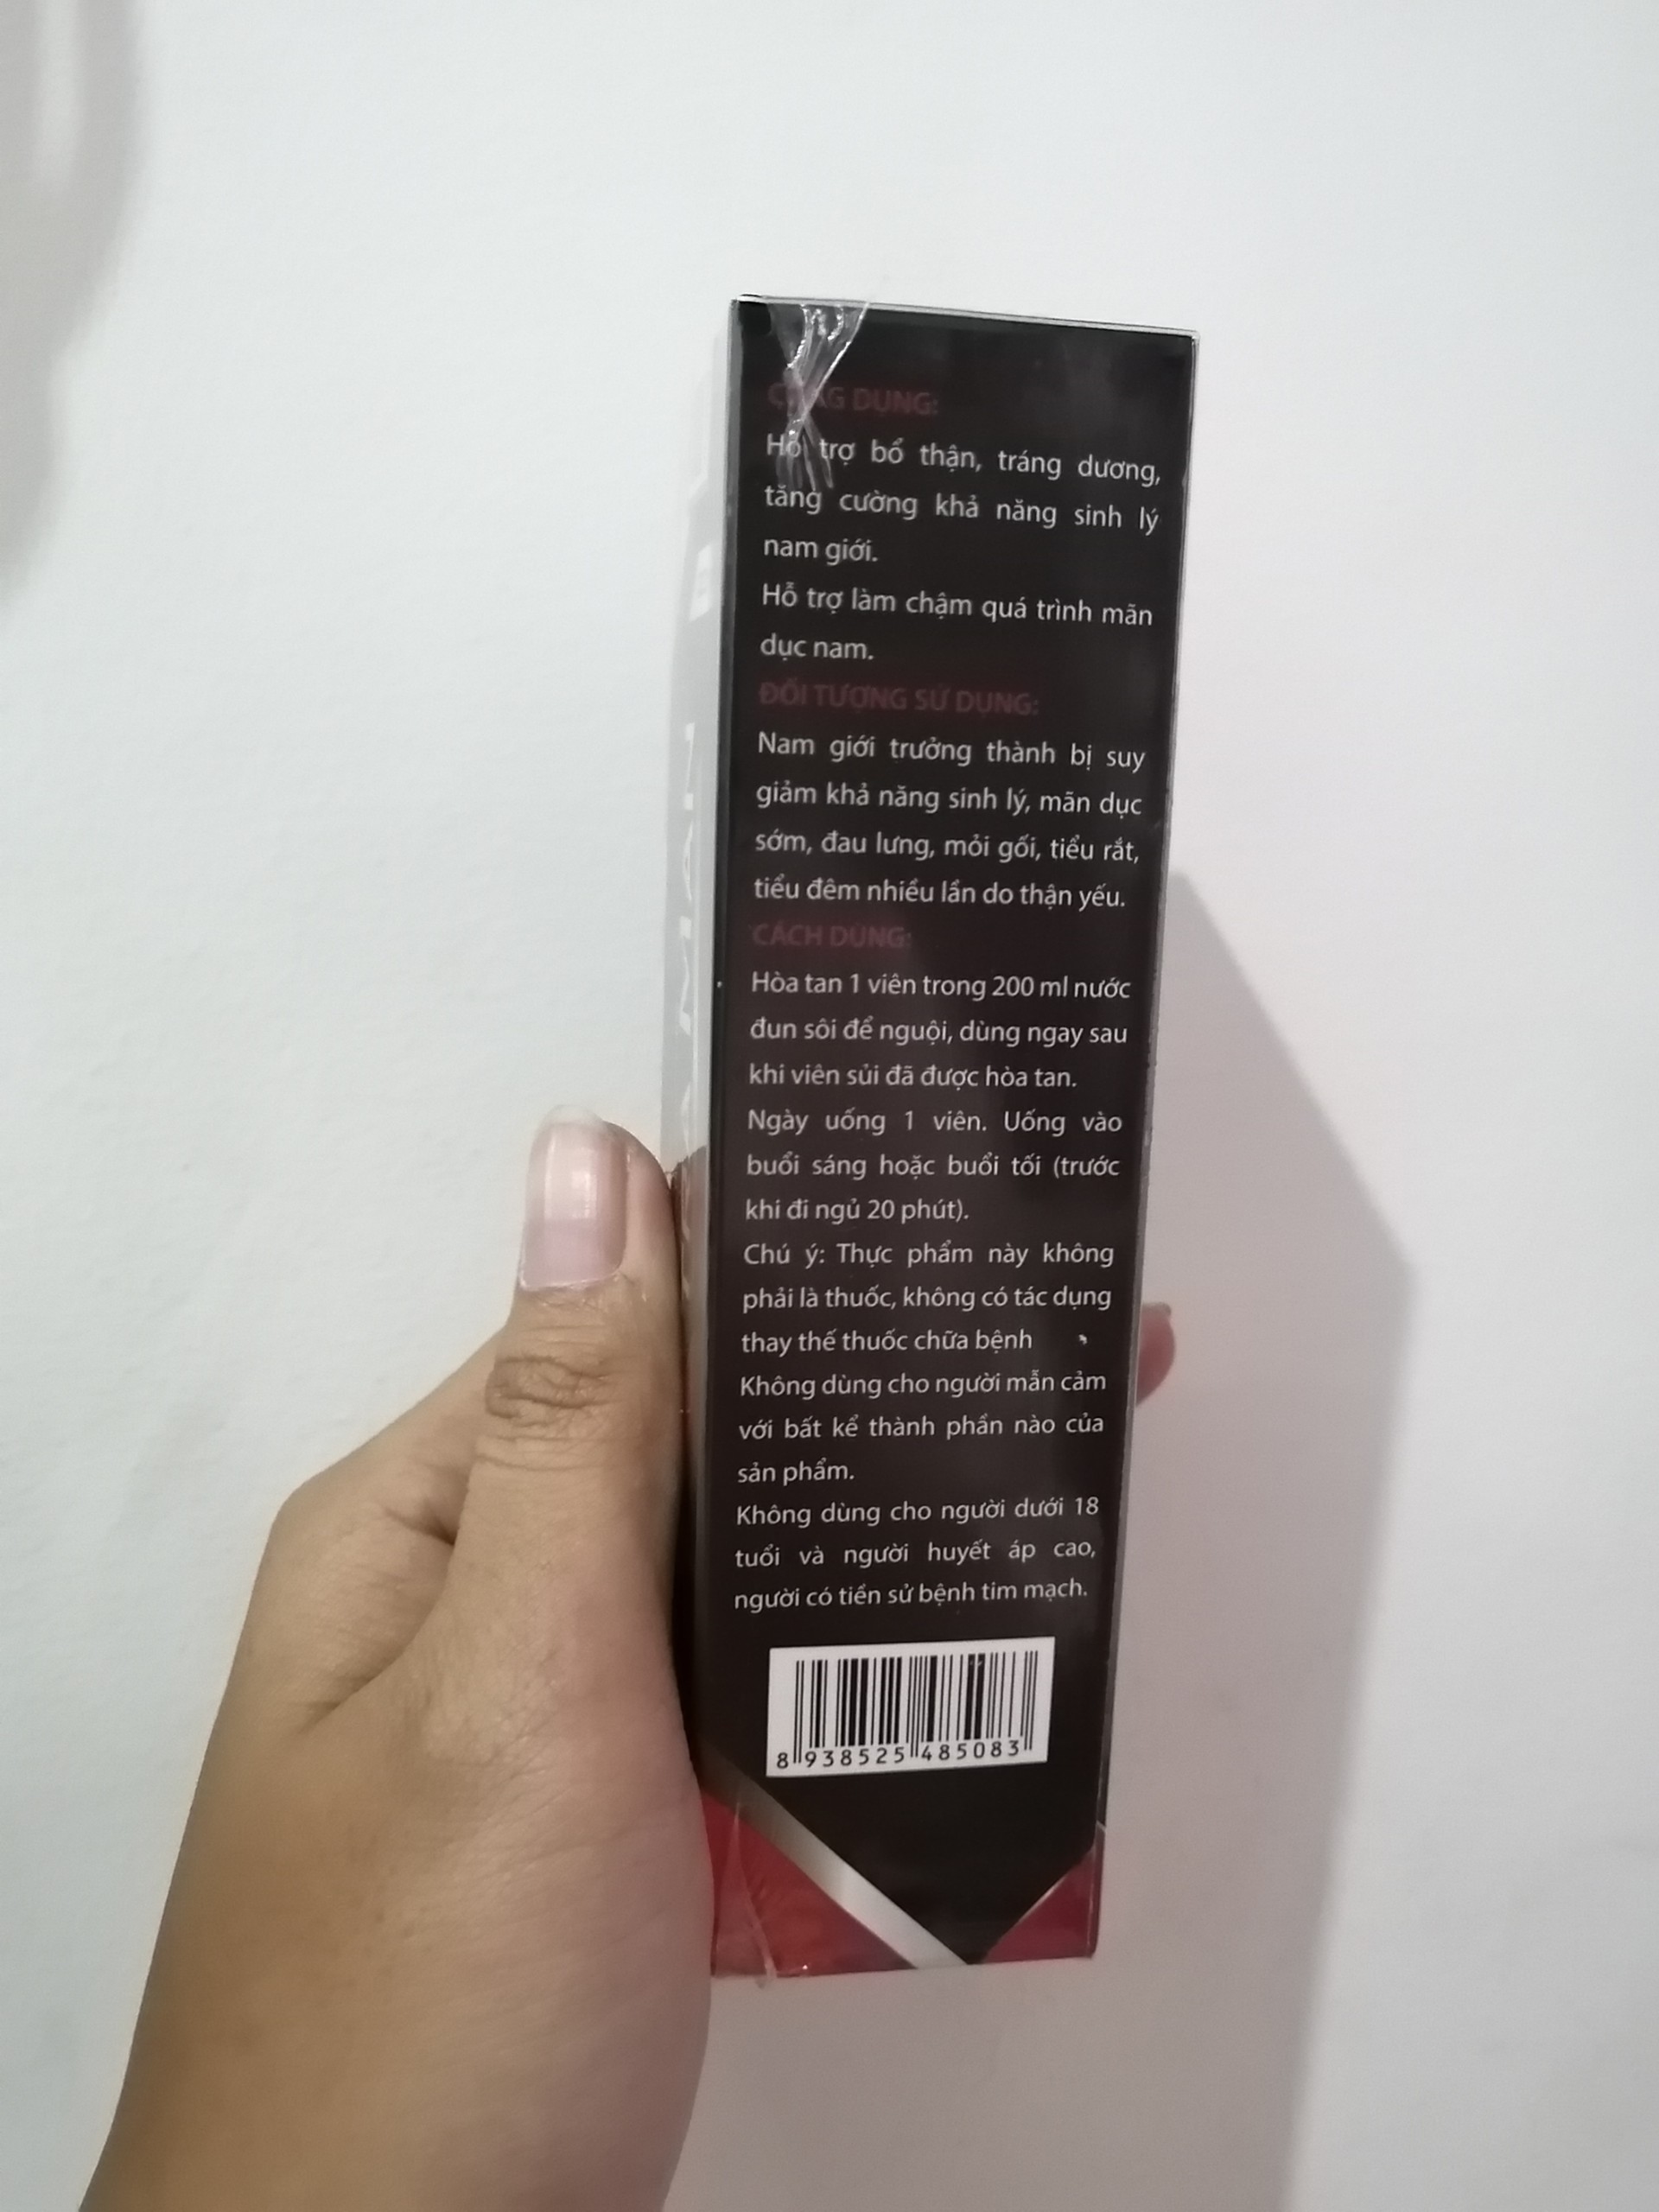 CÔNG DỤNG:
Hỗ trợ bổ thận, tráng dương,
tăng cường khả năng sinh lý
nam giới.
Hỗ trợ làm chậm quá trình mãn
dục nam.
ĐỐI TƯỢNG SỬ DỤNG:
Nam giới trưởng thành bị suy
giảm khả năng sinh lý, mãn dục
sớm, đau lưng, mỏi gối, tiểu rắt,
tiểu đêm nhiều lần do thận yếu.
CÁCH DÙNG:
Hòa tan 1 viên trong 200 ml nước
đun sôi để nguội, dùng ngay sau
khi viên sủi đã được hòa tan.
Ngày uống 1 viên. Uống vào
buổi sáng hoặc buổi tối (trước
khi đi ngủ 20 phút).
Chú ý: Thực phẩm này không
phải là thuốc, không có tác dụng
thay thế thuốc chữa bệnh
Không dùng cho người mẫn cảm
với bất kể thành phần nào của
sản phẩm.
Không dùng cho người dưới 18
tuổi và người huyết áp cao,
người có tiền sử bệnh tim mạch.
8 938525 485083
MAN